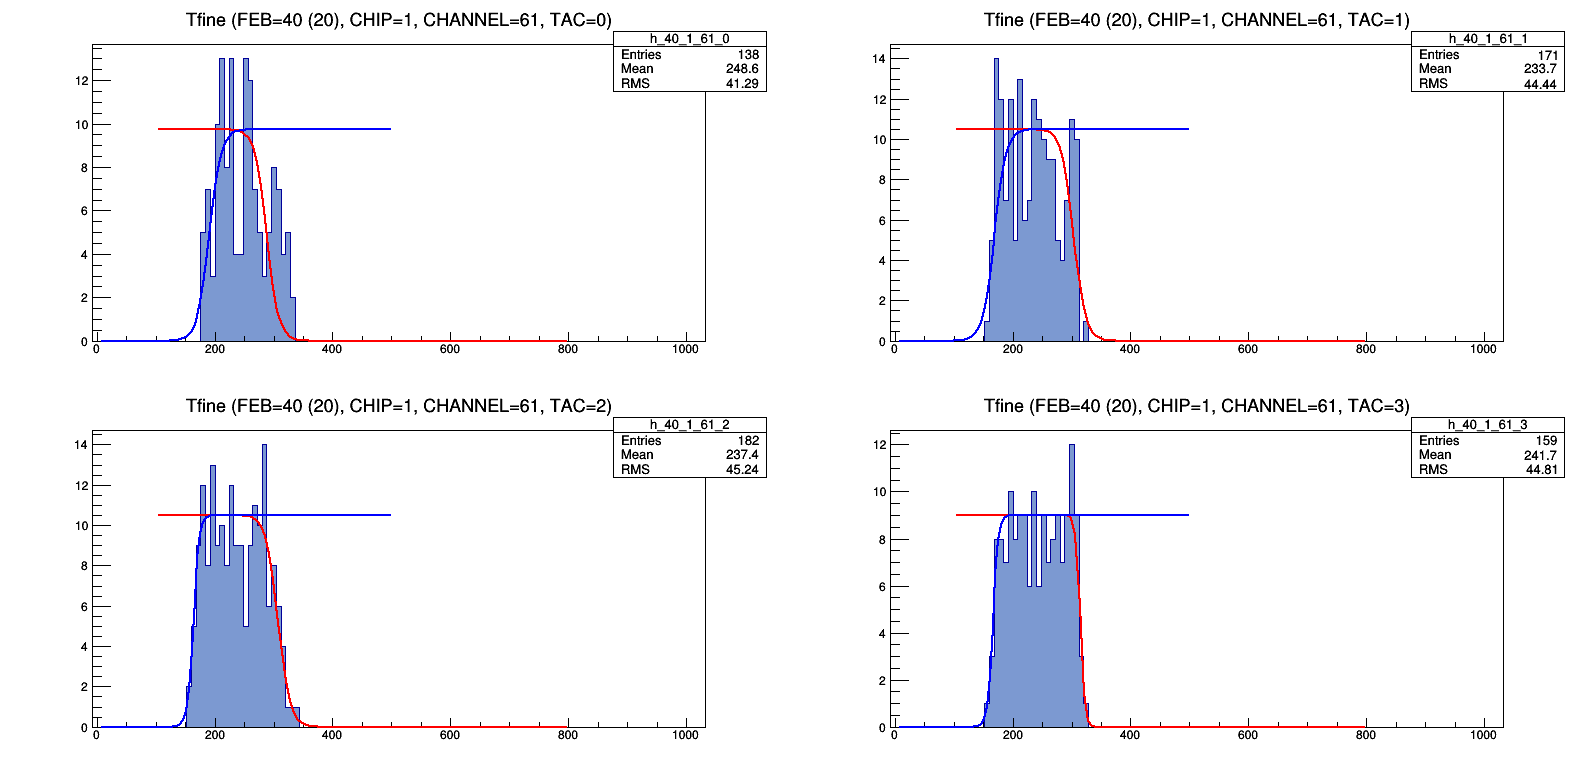 Tfine (FEB=40 (20), CHIP=1, CHANNEL=61, TAC=0)
h_40_1_61_0
Entries 138
Mean 248.6
RMS 41.29
12
10
8
6
4
2
0
0 200 400 600 800 1000
Tfine (FEB=40 (20), CHIP=1, CHANNEL=61, TAC=1)
h_40_1_61_1
Entries 171
Mean 233.7
RMS 44.44
14
12
10
8
6
4
2
0
0 200 400 600 800 1000
Tfine (FEB=40 (20), CHIP=1, CHANNEL=61, TAC=2)
h_40_1_61_2
Entries 182
Mean 237.4
RMS 45.24
14
12
10
8
6
4
2
0
0 200 400 600 800 1000
Tfine (FEB=40 (20), CHIP=1, CHANNEL=61, TAC=3)
h_40_1_61_3
Entries 159
Mean 241.7
RMS 44.81
12
10
8
6
4
2
0
0 200 400 600 800 1000